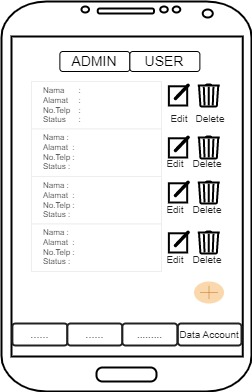 ADMIN USER
Nama :
Alamat :
No.Telp :
Status :
Edit Delete
Nama :
Alamat :
No.Telp :
Status :
Edit Delete
Nama :
Alamat :
No.Telp :
Status :
Edit Delete
Nama :
Alamat :
No.Telp :
Status :
Edit Delete
...... ...... ......... Data Account